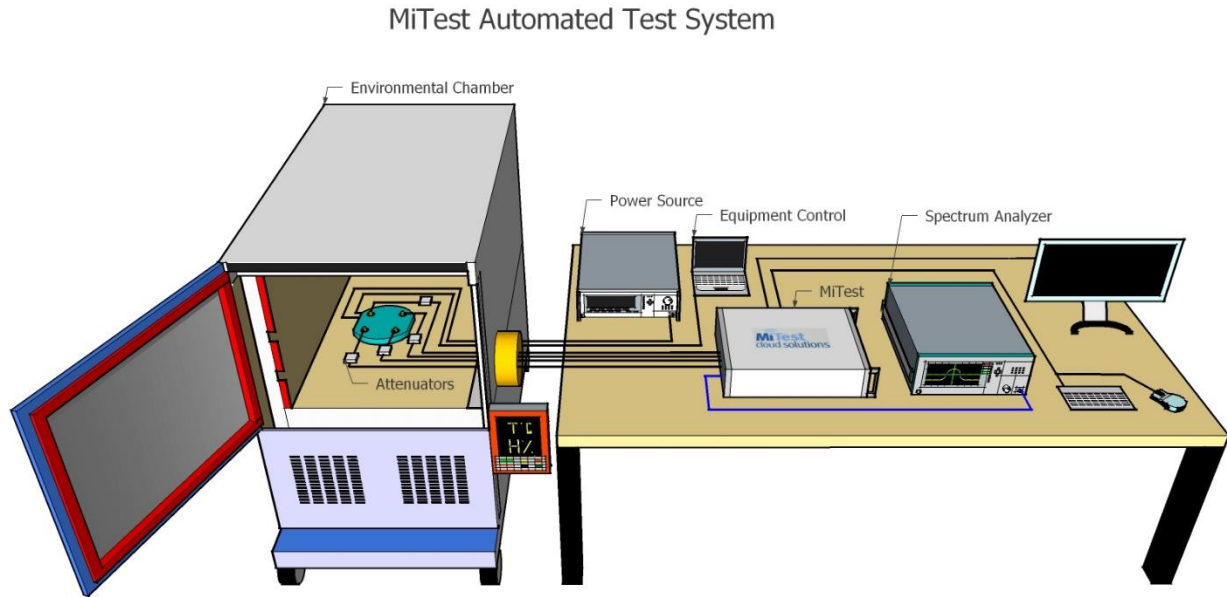 MiTest Automated Test System
Environmental Chamber
Power Source
Equipment Control
Spectrum Analyzer
MiTest
MiTest
cloud solutions
Attenuators
T°C
H%